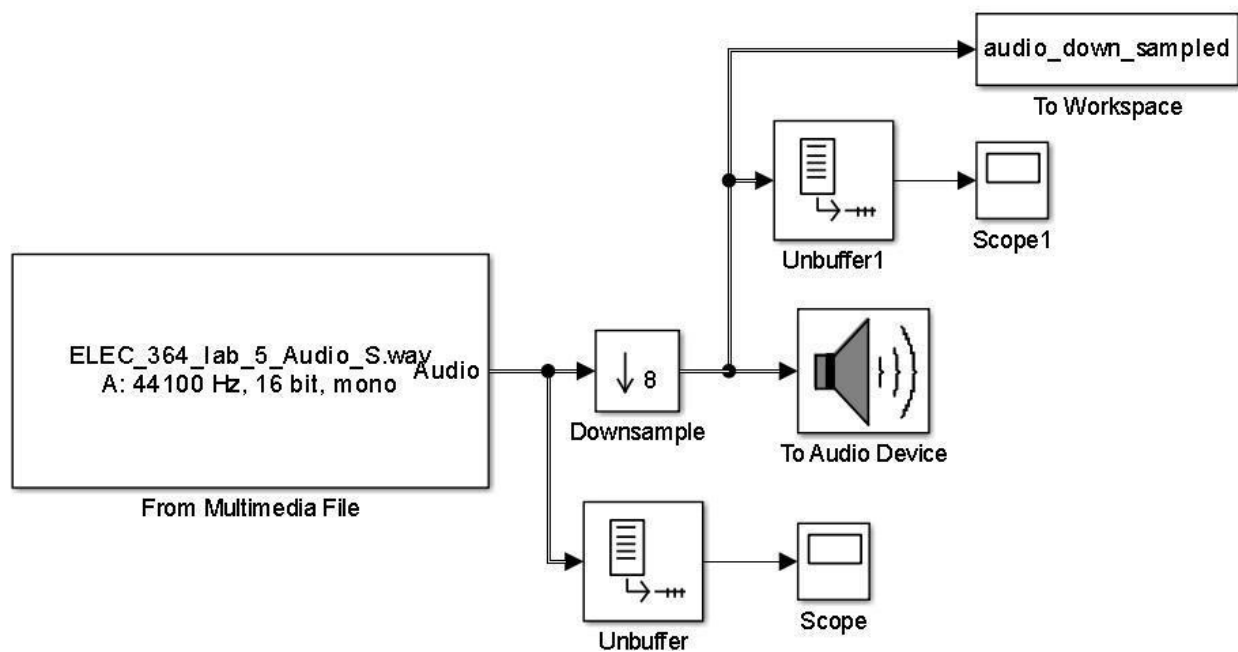 audio_down_sampled
To Workspace
Unbuffer1
Scope1
ELEC_364_lab_5_Audio_S.wav
A: 44100 Hz, 16 bit, mono
Audio
8
Downsample
To Audio Device
From Multimedia File
Unbuffer
Scope